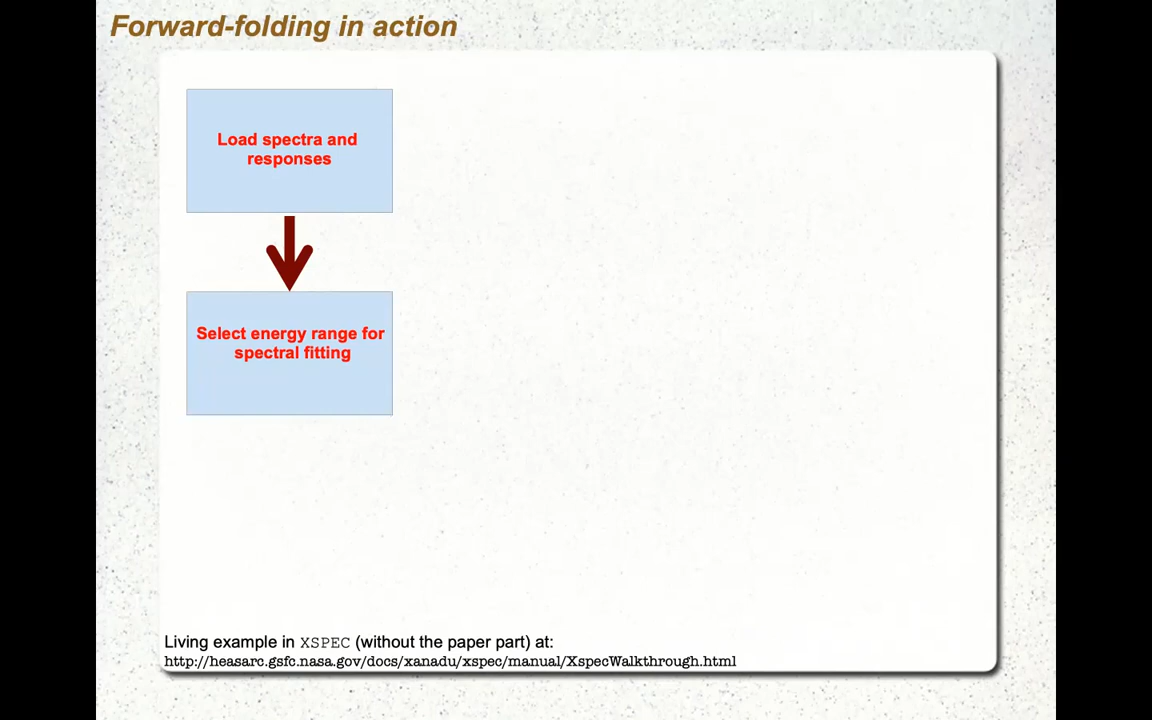 Forward-folding in action
Load spectra and
responses
Select energy range for
spectral fitting
Living example in XSPEC (without the paper part) at:
http://heasarc.gsfc.nasa.gov/docs/xanadu/xspec/manual/XspecWalkthrough.html